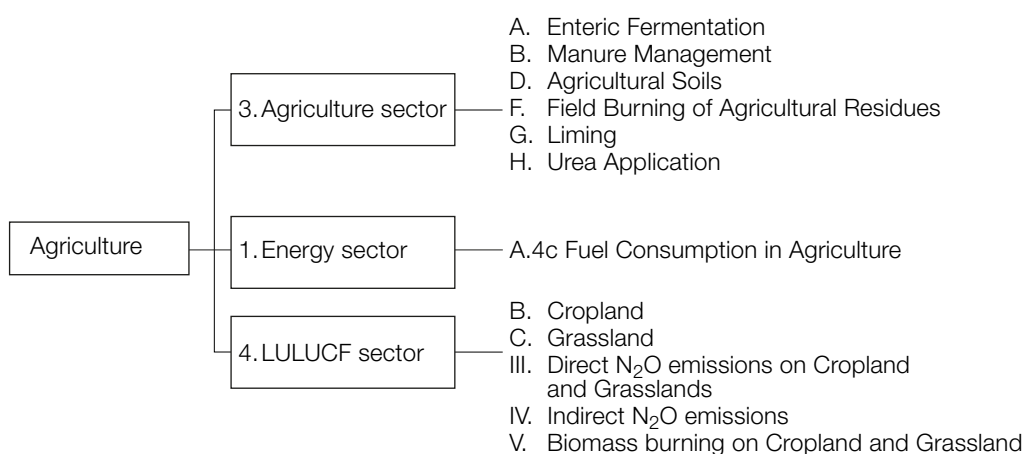 A. Enteric Fermentation
B. Manure Management
D. Agricultural Soils
3. Agriculture sector
F. Field Burning of Agricultural Residues
G. Liming
H. Urea Application
Agriculture
1. Energy sector
A.4c Fuel Consumption in Agriculture
B. Cropland
C. Grassland
4. LULUCF sector
III. Direct N₂O emissions on Cropland
and Grasslands
IV. Indirect N₂O emissions
V. Biomass burning on Cropland and Grassland